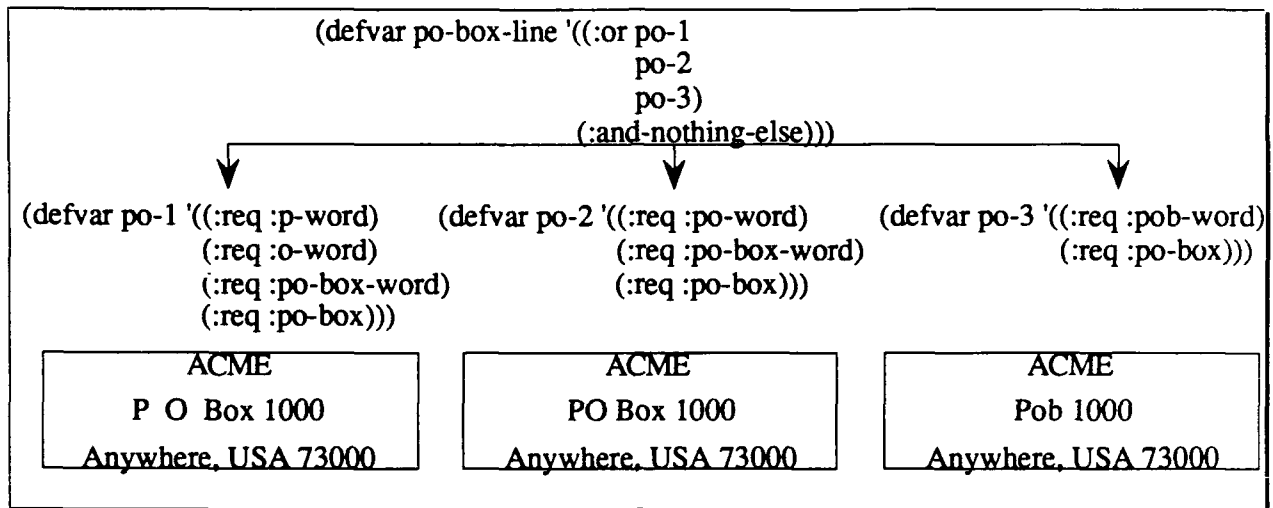 (defvar po-box-line '((:or po-1
po-2
po-3)
(:and-nothing-else)))
(defvar po-1 '((:req :p-word)
(:req :o-word)
(:req :po-box-word)
(:req :po-box)))
(defvar po-2 '((:req :po-word)
(:req :po-box-word)
(:req :po-box)))
(defvar po-3 '((:req :pob-word)
(:req :po-box)))
ACME
P O Box 1000
Anywhere, USA 73000
ACME
PO Box 1000
Anywhere, USA 73000
ACME
Pob 1000
Anywhere, USA 73000